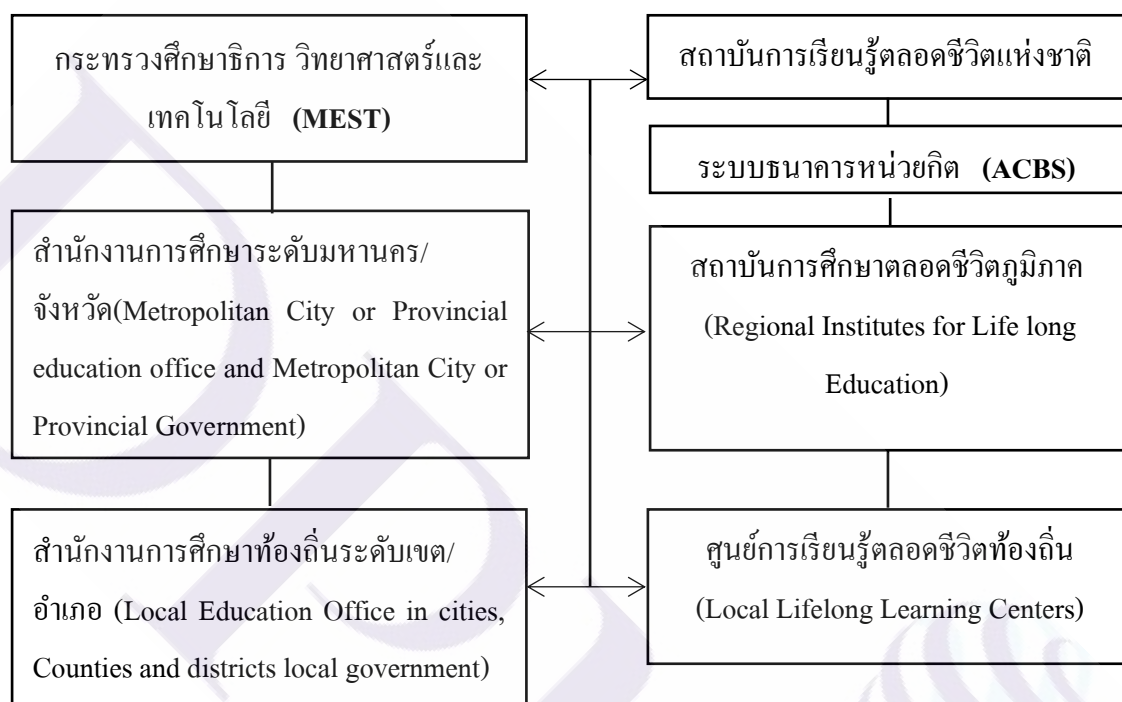 กระทรวงศึกษาธิการ วิทยาศาสตร์และ
เทคโนโลยี (MEST)
สถาบันการเรียนรู้ตลอดชีวิตแห่งชาติ
ระบบธนาคารหน่วยกิต (ACBS)
สำนักงานการศึกษาระดับมหานคร/
จังหวัด(Metropolitan City or Provincial
education office and Metropolitan City or
Provincial Government)
สถาบันการศึกษาตลอดชีวิตภูมิภาค
(Regional Institutes for Life long
Education)
สำนักงานการศึกษาท้องถิ่นระดับเขต/
อำเภอ (Local Education Office in cities,
Counties and districts local government)
ศูนย์การเรียนรู้ตลอดชีวิตท้องถิ่น
(Local Lifelong Learning Centers)